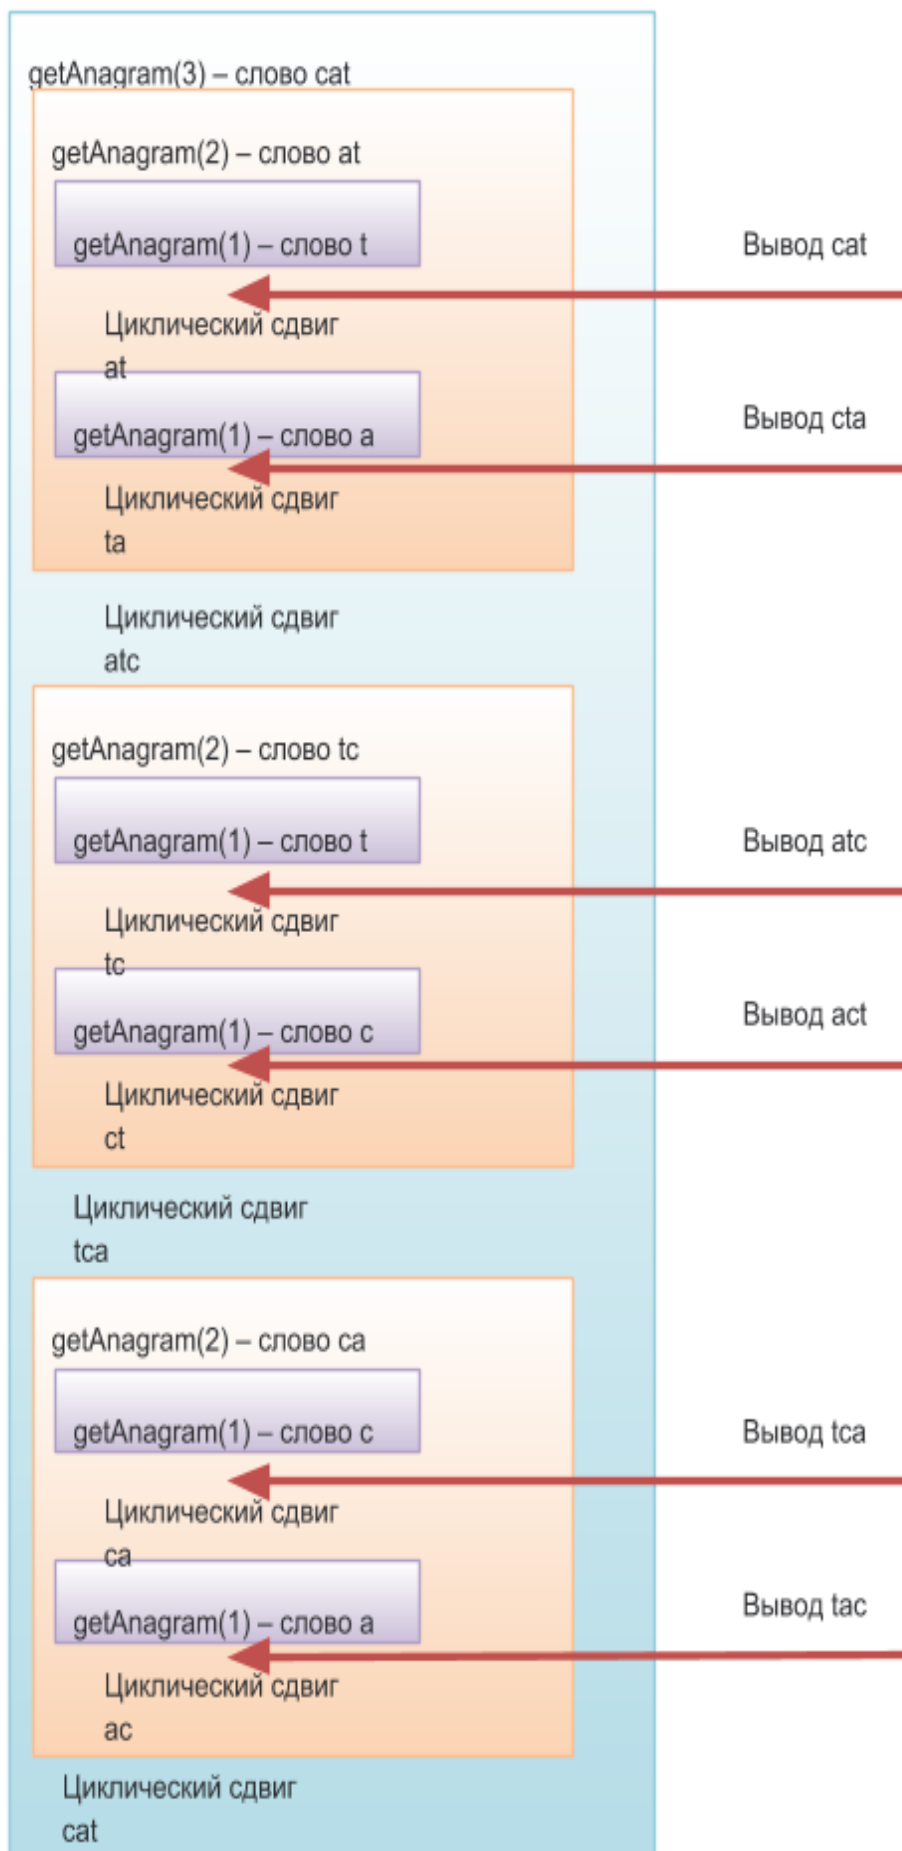 getAnagram(3) – слово cat
getAnagram(2) – слово at
getAnagram(1) – слово t
Вывод cat
Циклический сдвиг
at
getAnagram(1) – слово a
Вывод cta
Циклический сдвиг
ta
Циклический сдвиг
atc
getAnagram(2) – слово tc
getAnagram(1) – слово t
Вывод atc
Циклический сдвиг
tc
getAnagram(1) – слово c
Вывод act
Циклический сдвиг
ct
Циклический сдвиг
tca
getAnagram(2) – слово ca
getAnagram(1) – слово c
Вывод tca
Циклический сдвиг
ca
getAnagram(1) – слово a
Вывод tac
Циклический сдвиг
ac
Циклический сдвиг
cat